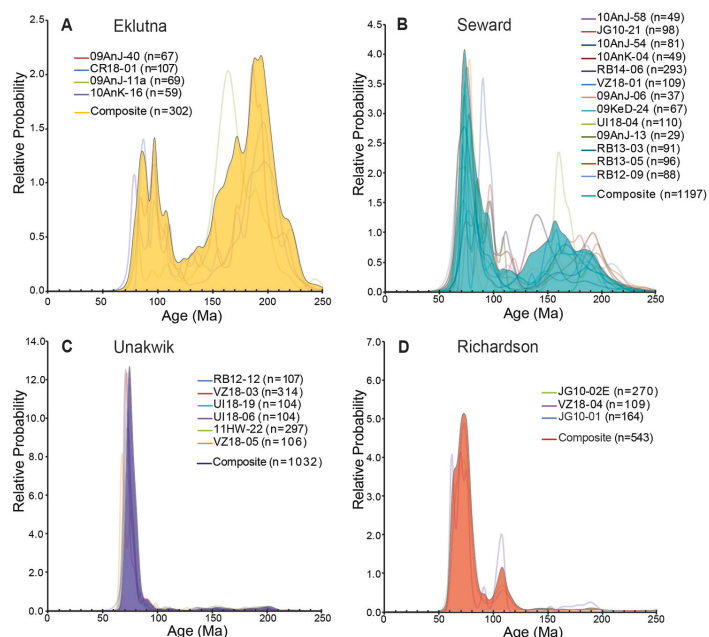 A Eklutna
Relative Probability
2.5
2.0
1.5
1.0
0.5
0.0
0 50 100 150 200 250
Age (Ma)
09AnJ-40 (n=67)
CR18-01 (n=107)
09AnJ-11a (n=69)
10AnK-16 (n=59)
Composite (n=302)
B Seward
Relative Probability
5.0
4.5
4.0
3.5
3.0
2.5
2.0
1.5
1.0
0.5
0.0
0 50 100 150 200 250
Age (Ma)
10AnJ-58 (n=49)
JG10-21 (n=98)
10AnJ-54 (n=81)
10AnK-04 (n=49)
RB14-06 (n=293)
VZ18-01 (n=109)
09AnJ-06 (n=37)
09KeD-24 (n=67)
UI18-04 (n=110)
09AnJ-13 (n=29)
RB13-03 (n=91)
RB13-05 (n=96)
RB12-09 (n=88)
Composite (n=1197)
C Unakwik
Relative Probability
14.0
12.0
10.0
8.0
6.0
4.0
2.0
0.0
0 50 100 150 200 250
Age (Ma)
RB12-12 (n=107)
VZ18-03 (n=314)
UI18-19 (n=104)
UI18-06 (n=104)
11HW-22 (n=297)
VZ18-05 (n=106)
Composite (n=1032)
D Richardson
Relative Probability
7.0
6.0
5.0
4.0
3.0
2.0
1.0
0.0
0 50 100 150 200 250
Age (Ma)
JG10-02E (n=270)
VZ18-04 (n=109)
JG10-01 (n=164)
Composite (n=543)